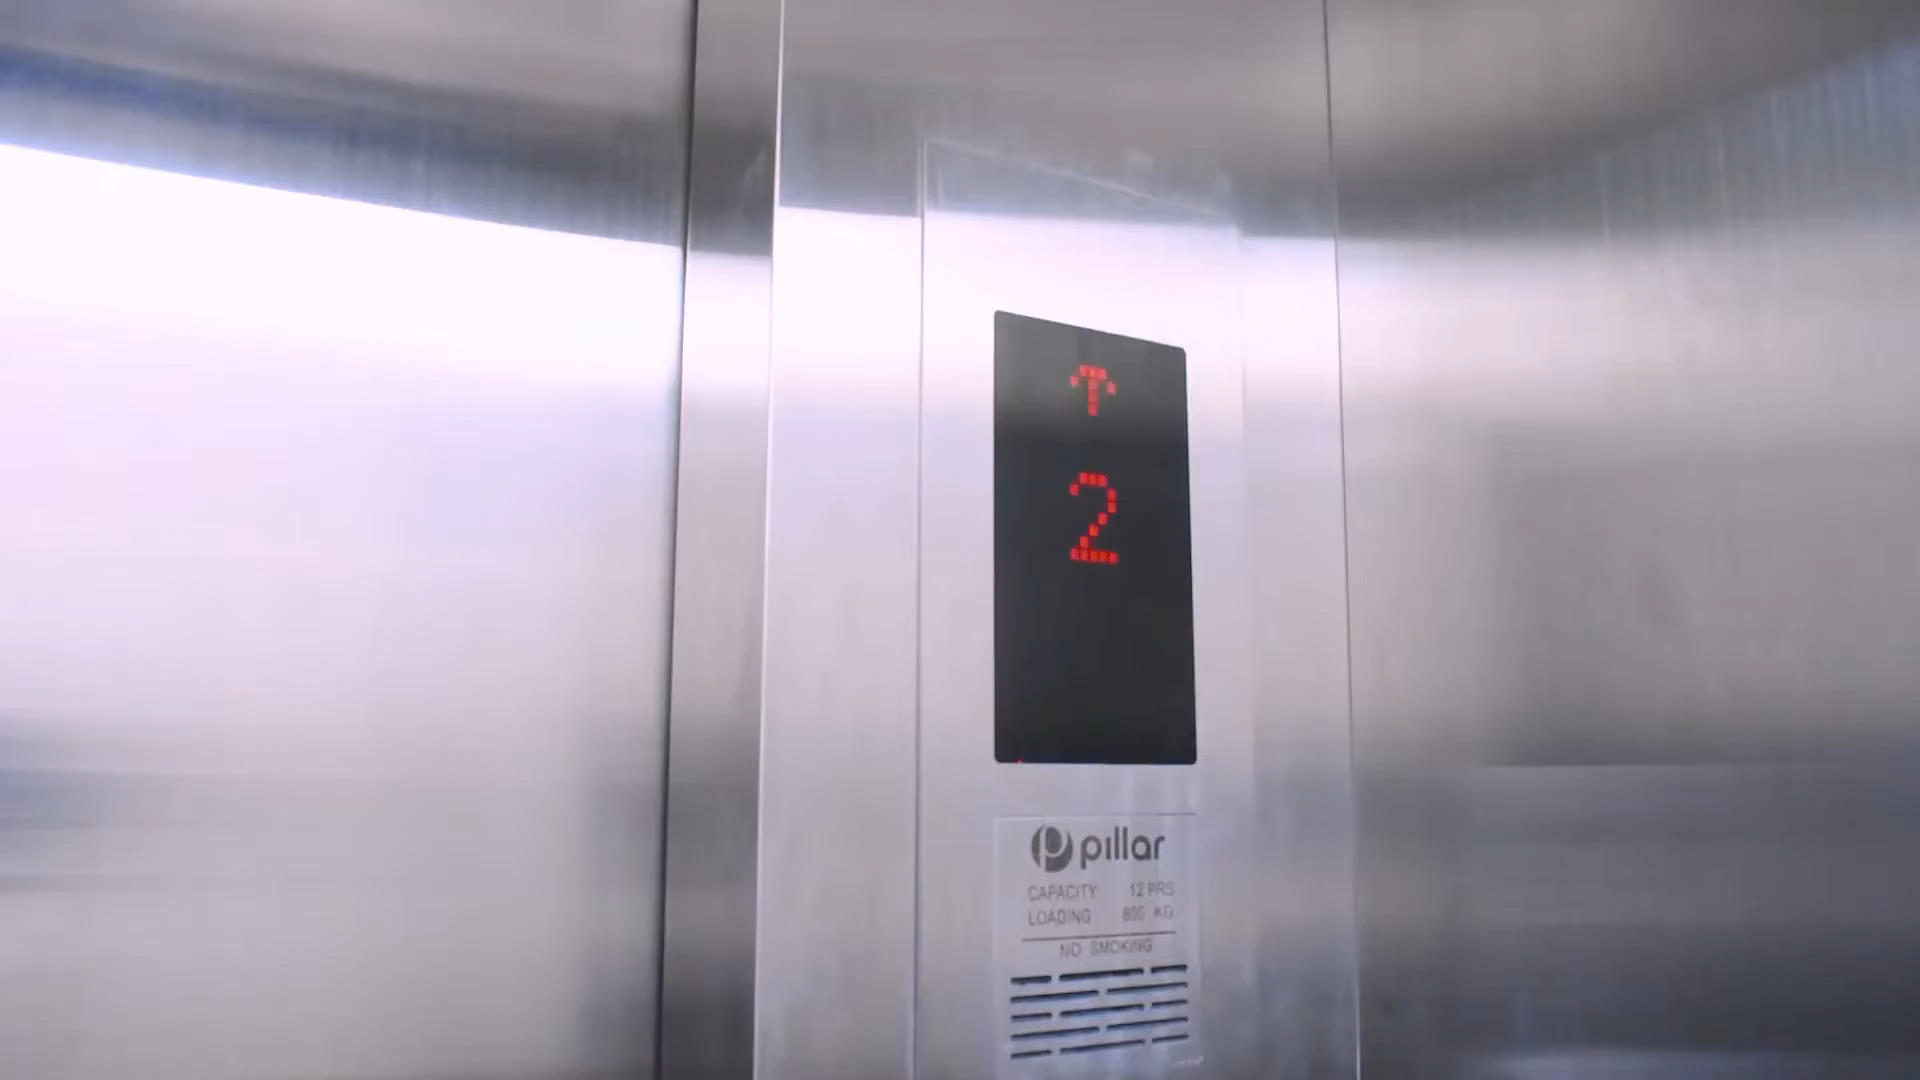 ↑
2
pillar
CAPACITY: 12 PRS
LOADING: 800 KG
NO SMOKING